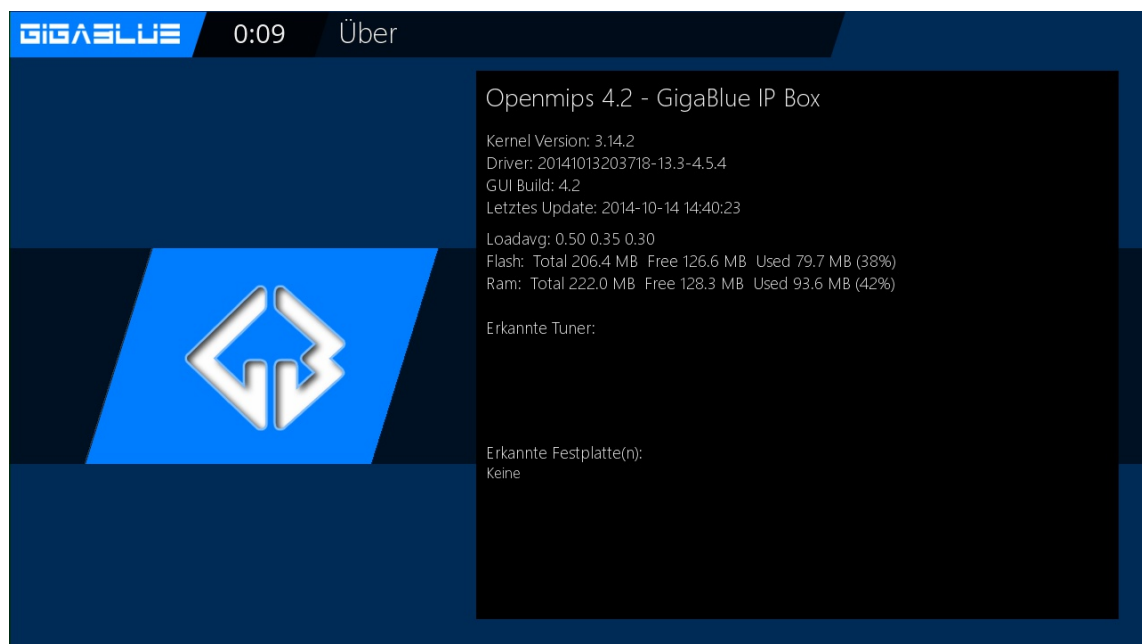 GIGABLUE 0:09 Über
Openmips 4.2 - GigaBlue IP Box
Kernel Version: 3.14.2
Driver: 20141013203718-13.3-4.5.4
GUI Build: 4.2
Letztes Update: 2014-10-14 14:40:23
Loadavg: 0.50 0.35 0.30
Flash: Total 206.4 MB Free 126.6 MB Used 79.7 MB (38%)
Ram: Total 222.0 MB Free 128.3 MB Used 93.6 MB (42%)
Erkannte Tuner:
GB
Erkannte Festplatte(n):
Keine